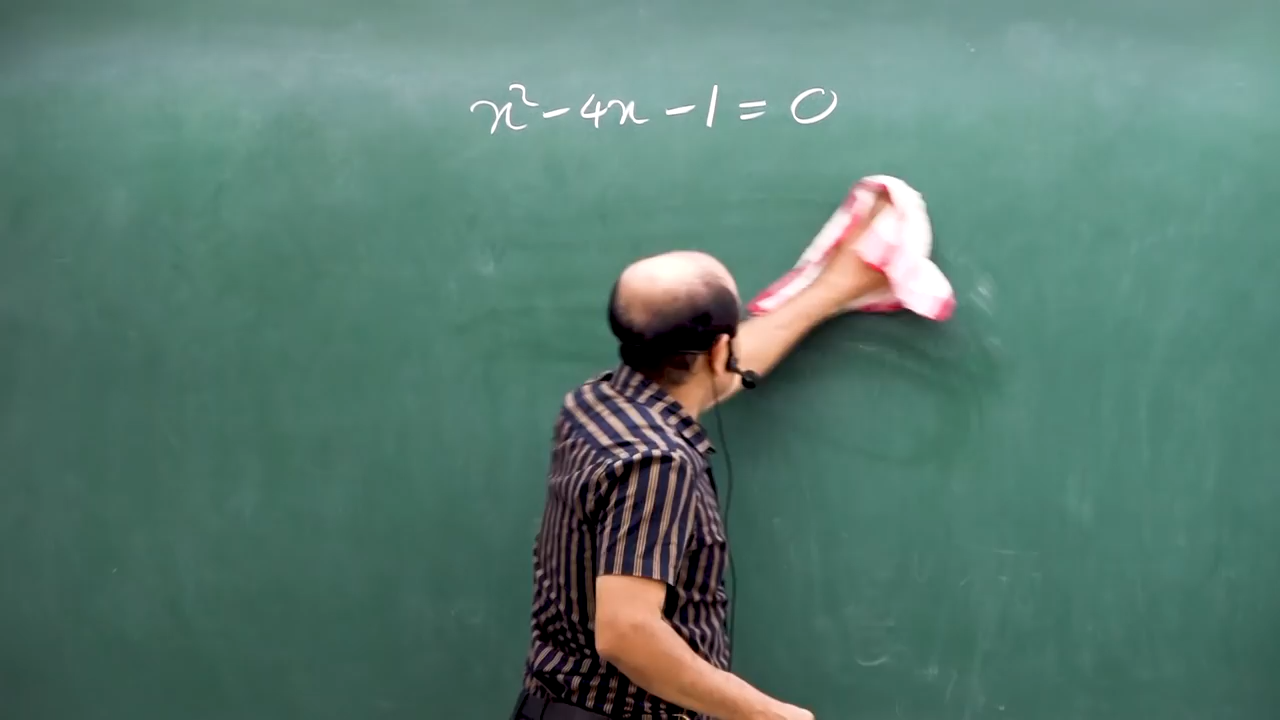 x² - 4x - 1 = 0